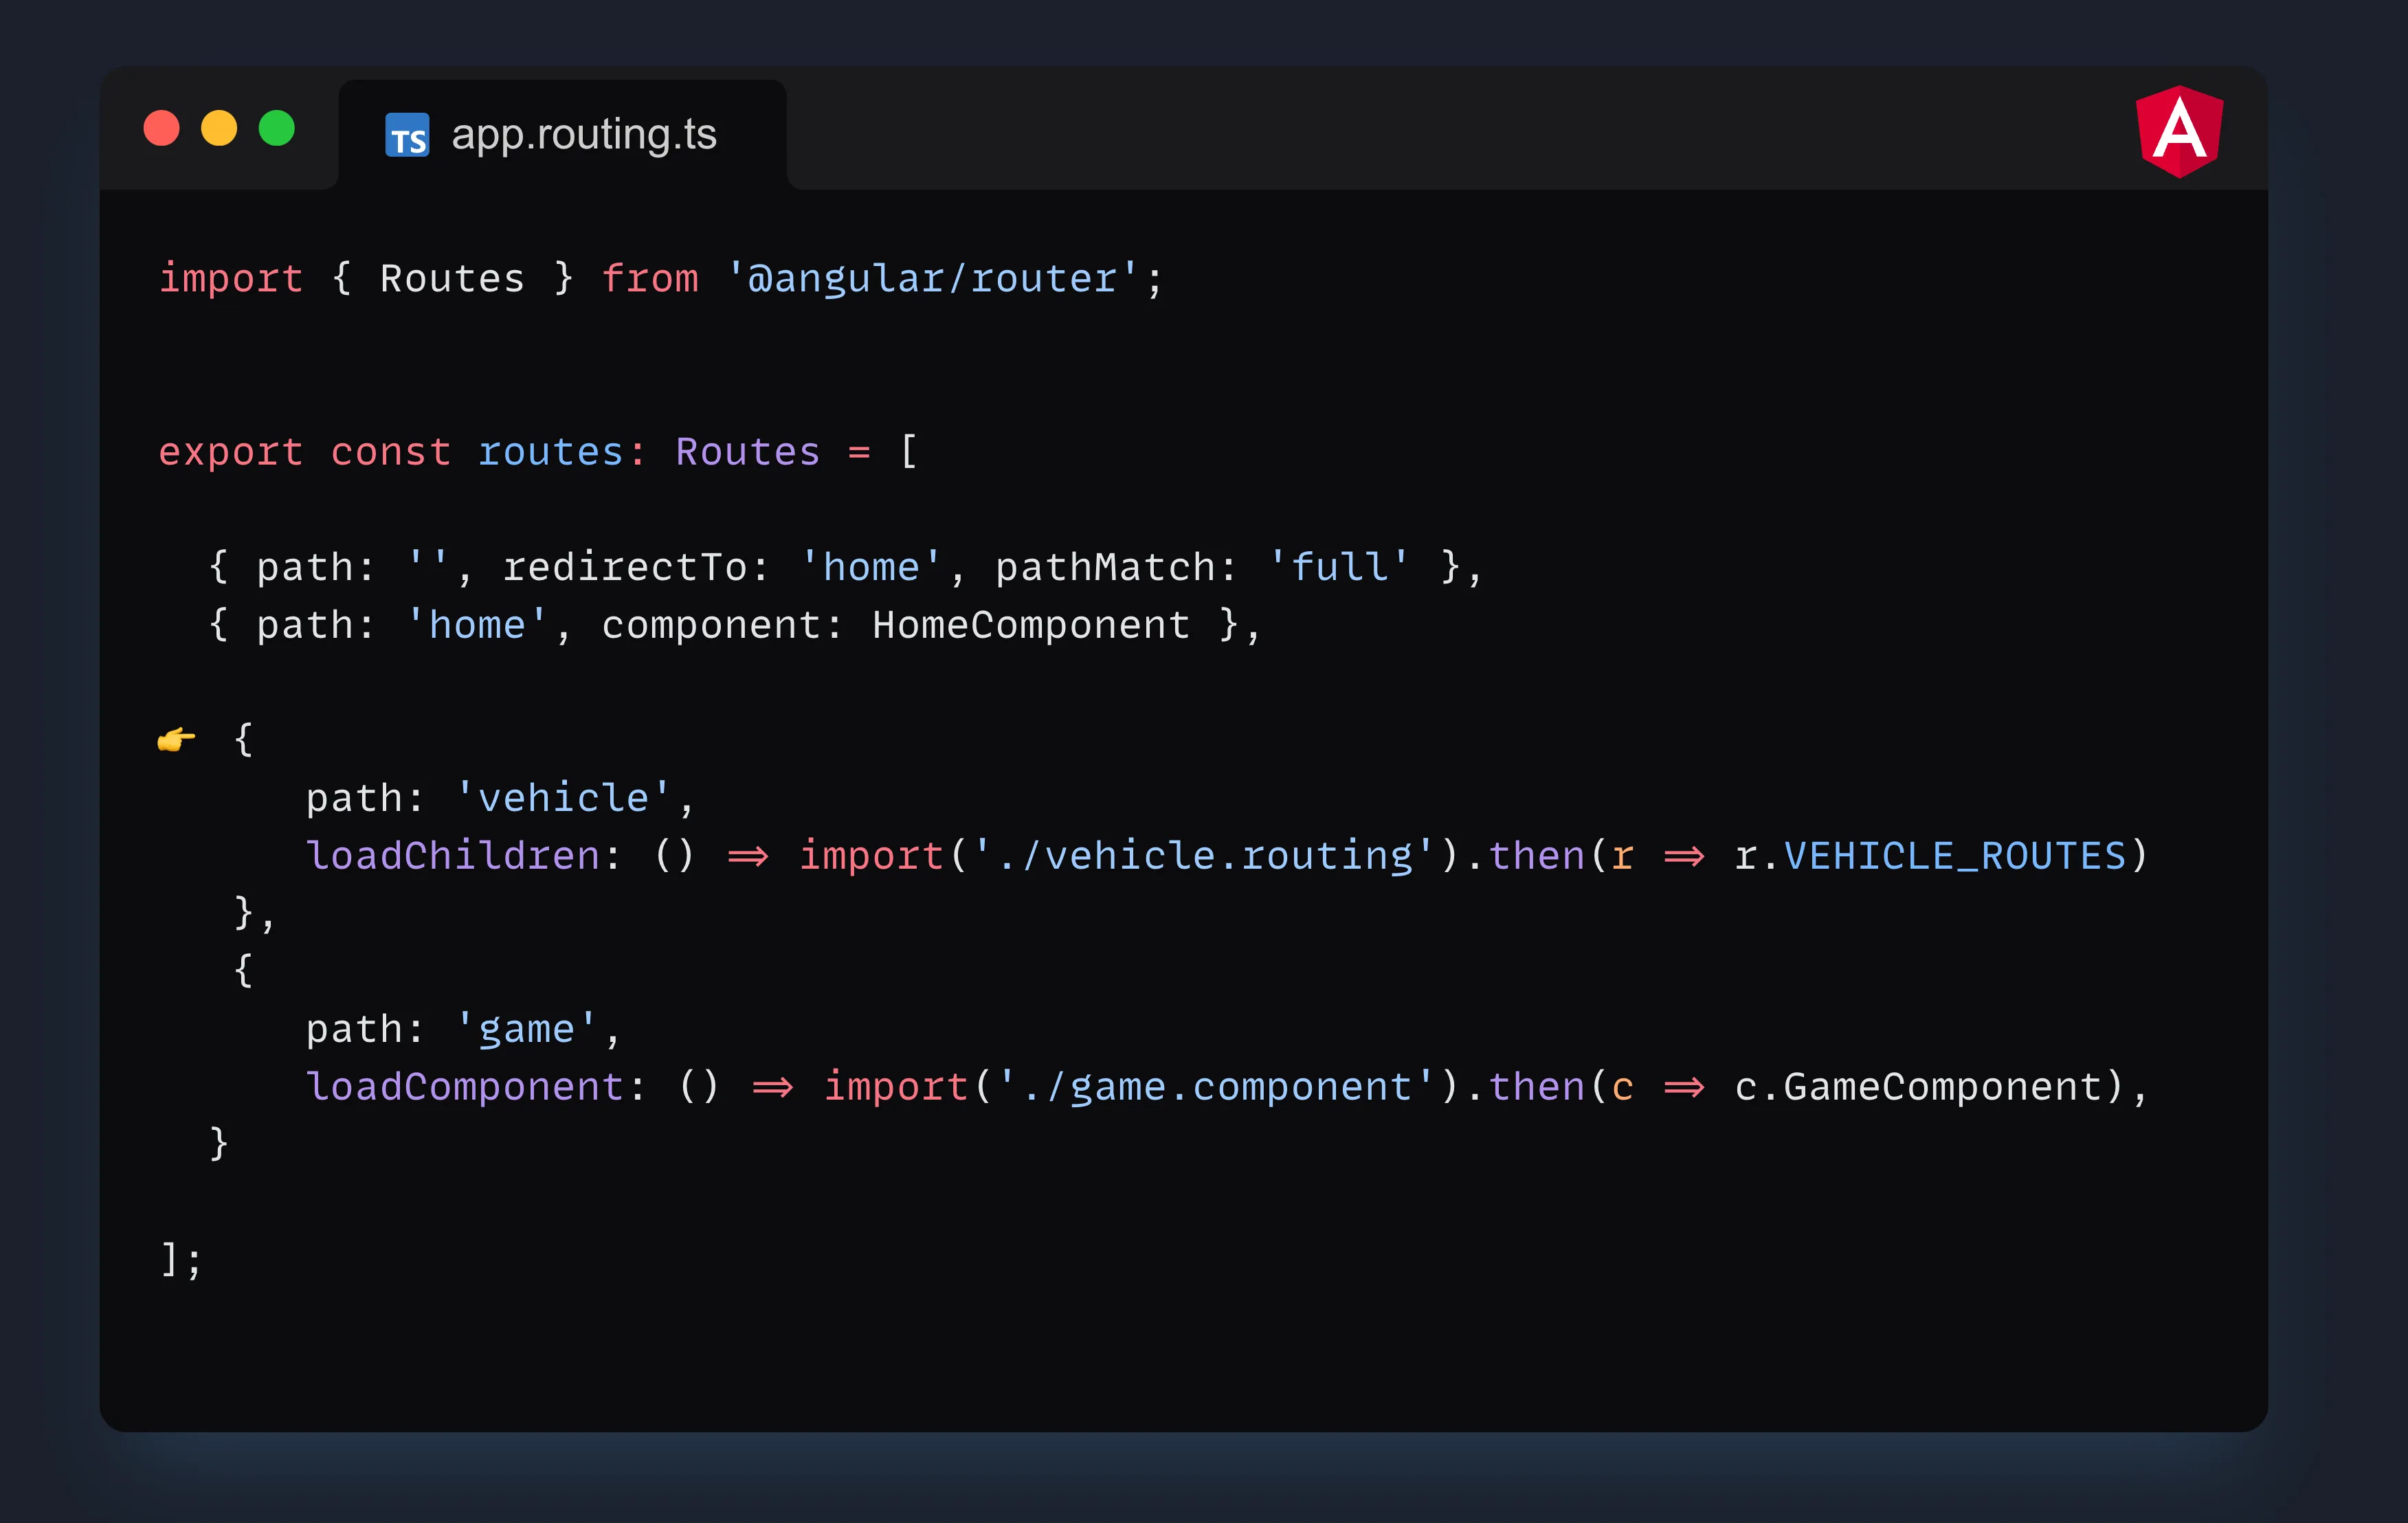 TS app.routing.ts
A
import { Routes } from '@angular/router';
export const routes: Routes = [
{ path: '', redirectTo: 'home', pathMatch: 'full' },
{ path: 'home', component: HomeComponent },
👉 {
path: 'vehicle',
loadChildren: () => import('./vehicle.routing').then(r => r.VEHICLE_ROUTES)
},
{
path: 'game',
loadComponent: () => import('./game.component').then(c => c.GameComponent),
}
];